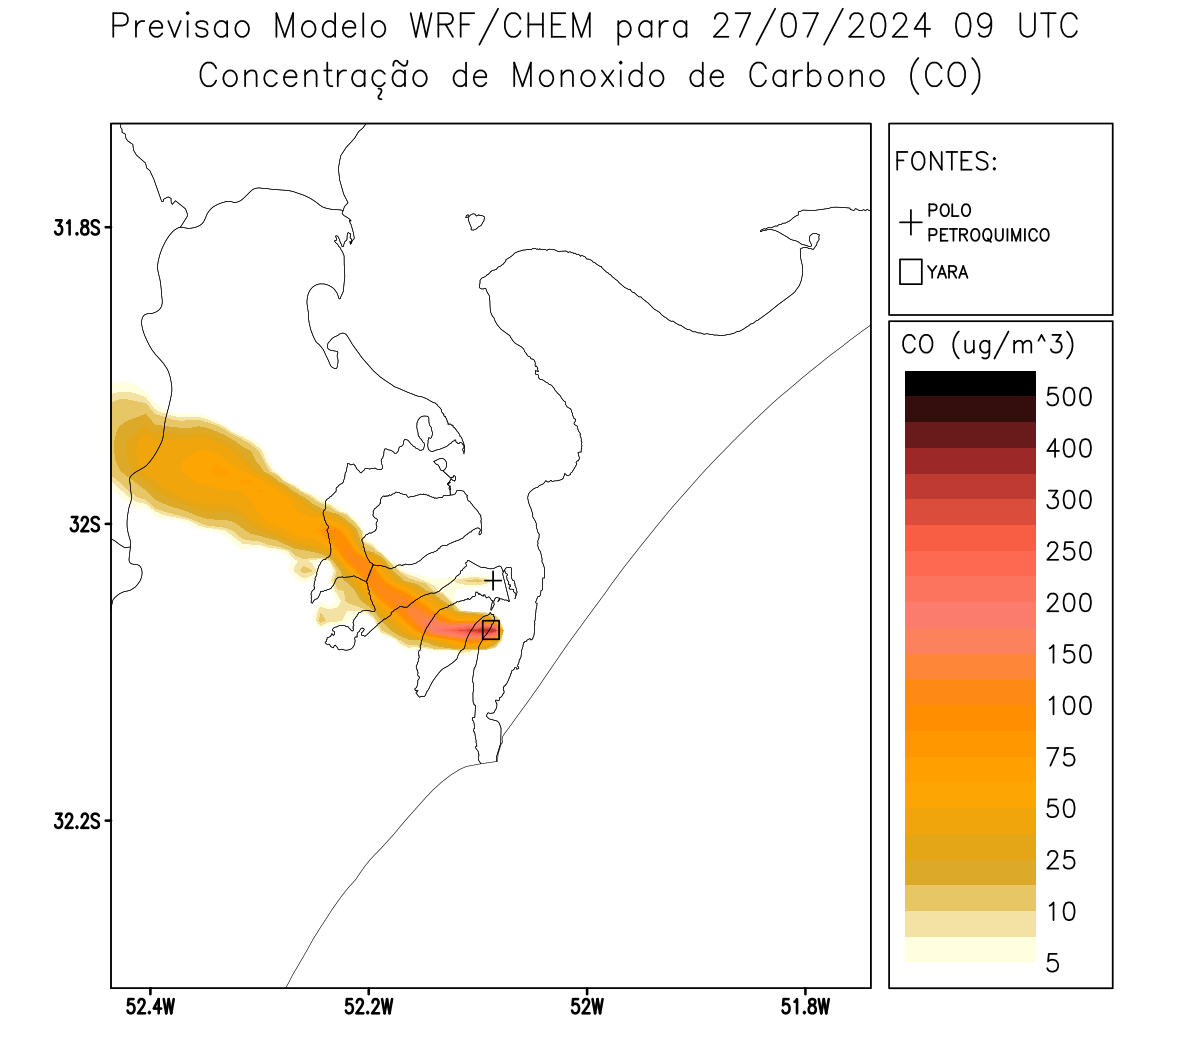 Previsao Modelo WRF/CHEM para 27/07/2024 09 UTC
Concentração de Monoxido de Carbono (CO)
FONTES:
POLO
PETROQUIMICO
YARA
CO (ug/m^3)
500
400
300
250
200
150
100
75
50
25
10
5
31.8S
32S
32.2S
52.4W
52.2W
52W
51.8W